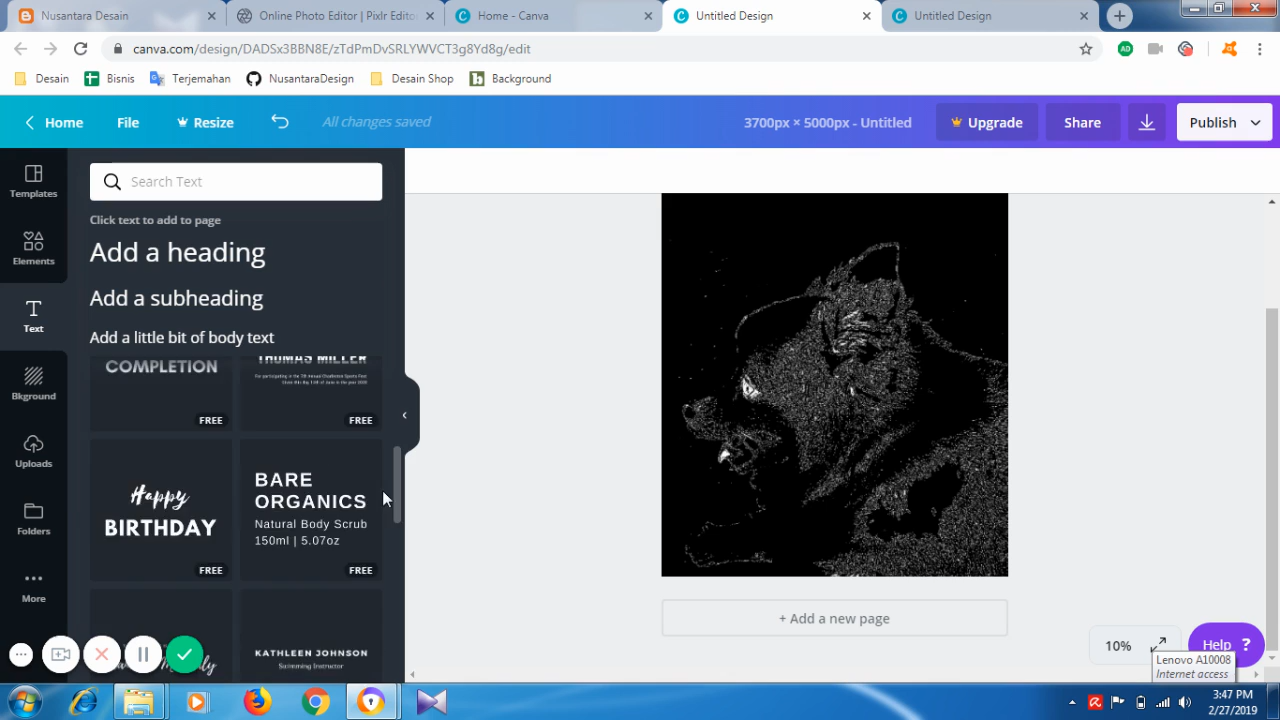 Nusantara Desain
Online Photo Editor | Pixlr Editor
Home - Canva
Untitled Design
Untitled Design
canva.com/design/DADSx3BBN8E/zTdPmDvSRLYWVCT3g8Yd8g/edit
Desain
Bisnis
Terjemahan
NusantaraDesign
Desain Shop
Background
Home
File
Resize
All changes saved
3700px × 5000px - Untitled
Upgrade
Share
Publish
Templates
Elements
Text
Bkground
Uploads
Folders
More
Search Text
Click text to add to page
Add a heading
Add a subheading
Add a little bit of body text
COMPLETION
FREE
THOMAS MILLER
FREE
Happy
BIRTHDAY
FREE
BARE
ORGANICS
Natural Body Scrub
150ml | 5.07oz
FREE
KATHLEEN JOHNSON
Swimming Instructor
+ Add a new page
10%
Help ?
Lenovo A10008
Internet access
3:47 PM
2/27/2019